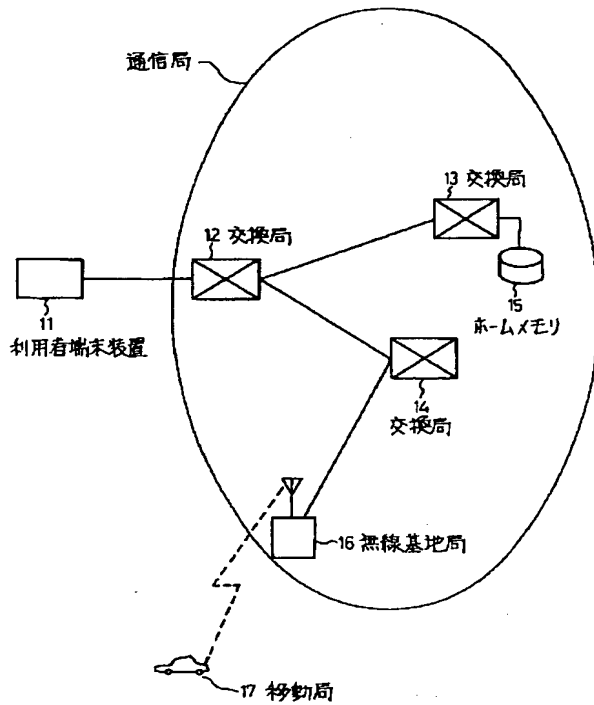 通信局
13 交換局
12 交換局
15
ホームメモリ
11
利用者端末装置
14
交換局
16 無線基地局
17 移動局